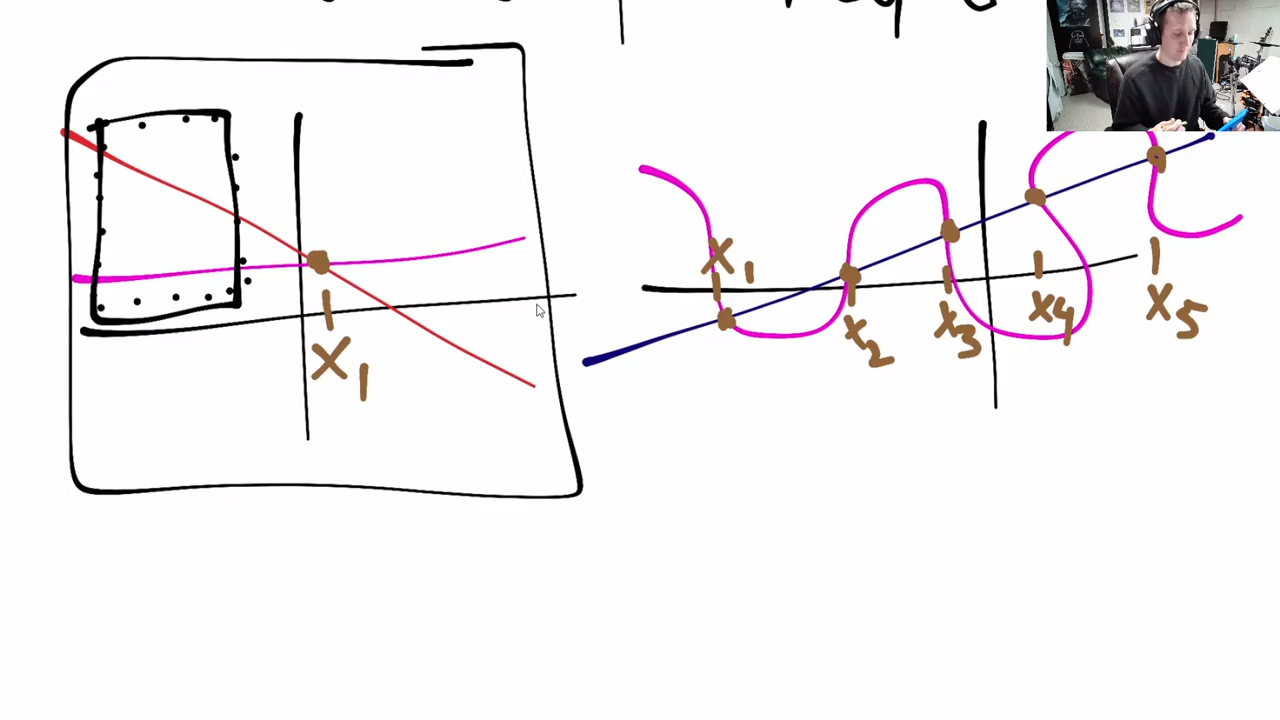 x₁
x₁
x₂
x₃
x₄
x₅